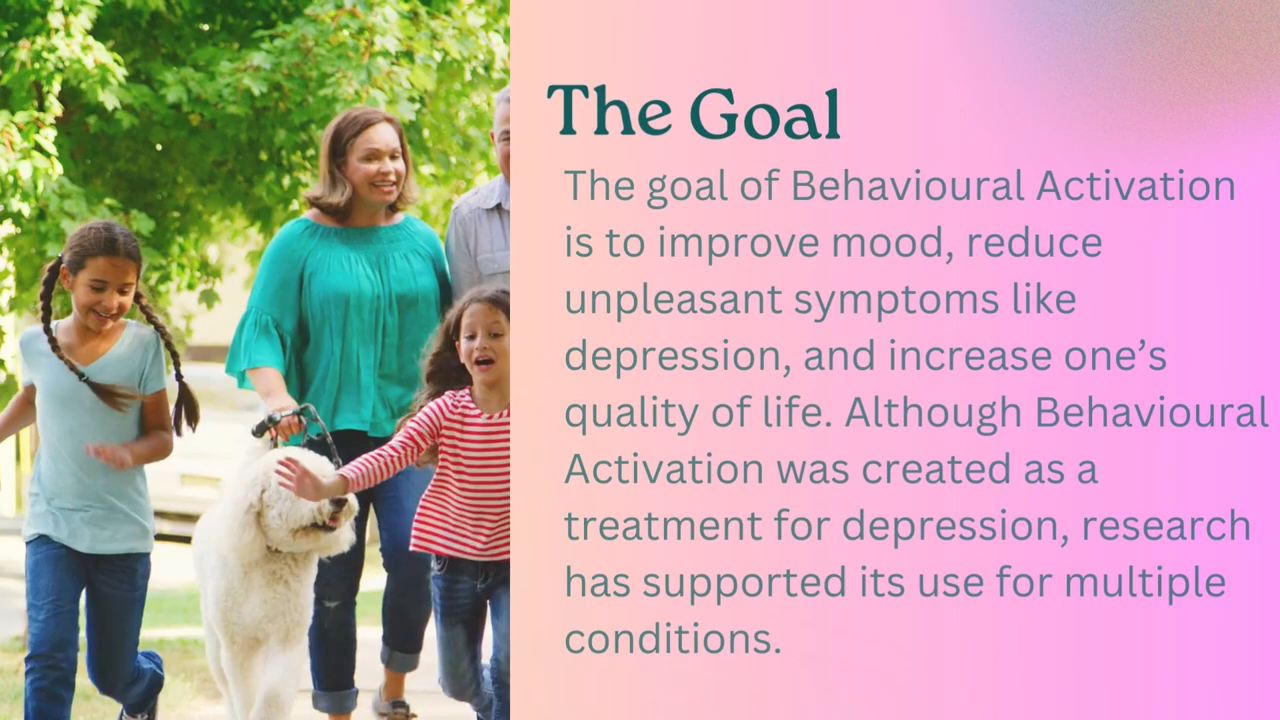 The Goal
The goal of Behavioural Activation
is to improve mood, reduce
unpleasant symptoms like
depression, and increase one’s
quality of life. Although Behavioural
Activation was created as a
treatment for depression, research
has supported its use for multiple
conditions.